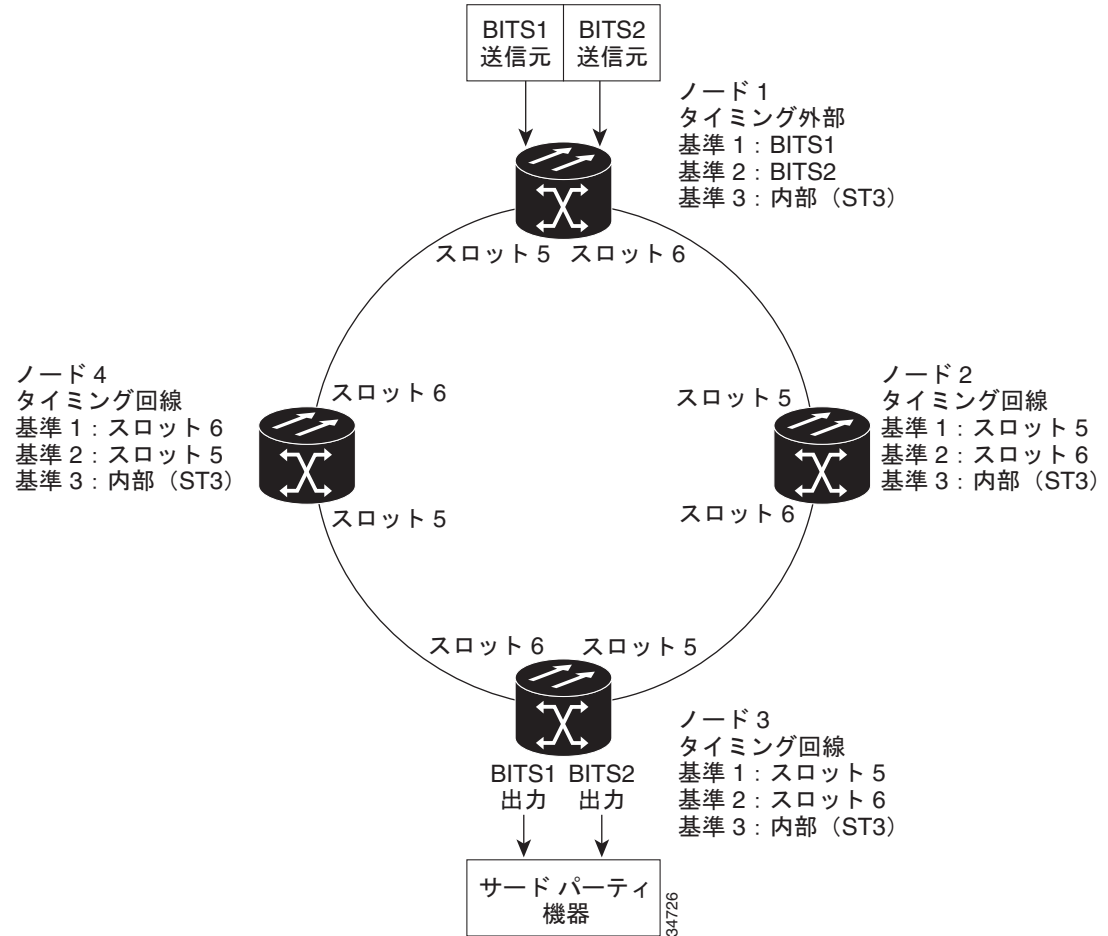 BITS1
送信元
BITS2
送信元
ノード 1
タイミング外部
基準 1：BITS1
基準 2：BITS2
基準 3：内部（ST3）
スロット 5
スロット 6
ノード 4
タイミング回線
基準 1：スロット 6
基準 2：スロット 5
基準 3：内部（ST3）
スロット 6
スロット 5
スロット 5
スロット 6
ノード 2
タイミング回線
基準 1：スロット 5
基準 2：スロット 6
基準 3：内部（ST3）
スロット 6
スロット 5
ノード 3
タイミング回線
基準 1：スロット 5
基準 2：スロット 6
基準 3：内部（ST3）
BITS1
出力
BITS2
出力
サード パーティ
機器
34726